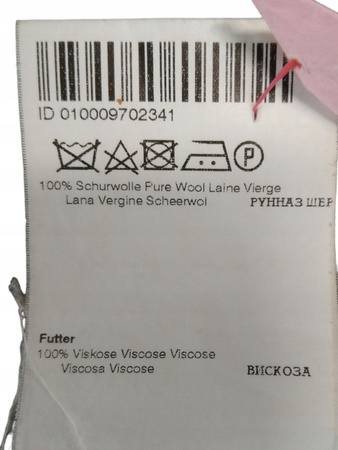 ID 010009702341
P
100% Schurwolle Pure Wool Laine Vierge
Lana Vergine Scheerwol РУННАЗ ШЕР
Futter
100% Viskose Viscose Viscose
Viscosa Viscose ВИСКОЗА